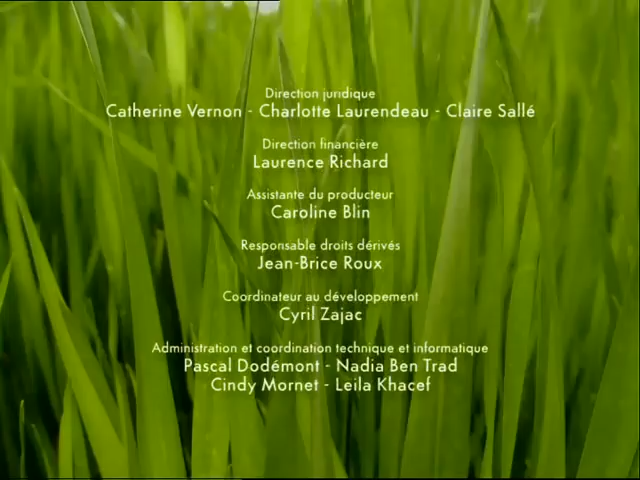 Direction juridique
Catherine Vernon - Charlotte Laurendeau - Claire Sallé
Direction financière
Laurence Richard
Assistante du producteur
Caroline Blin
Responsable droits dérivés
Jean-Brice Roux
Coordinateur au développement
Cyril Zajac
Administration et coordination technique et informatique
Pascal Dodémont - Nadia Ben Trad
Cindy Mornet - Leila Khacef